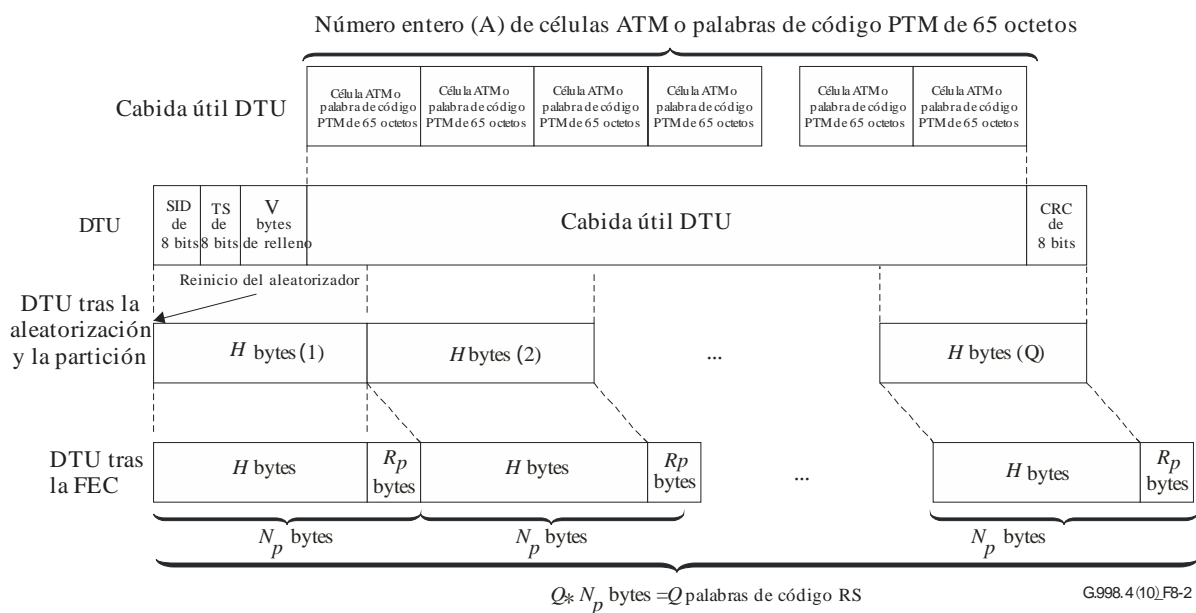 Número entero (A) de células ATM o palabras de código PTM de 65 octetos
Cabida útil DTU
Célula ATM o
palabra de código
PTM de 65 octetos
Célula ATM o
palabra de código
PTM de 65 octetos
Célula ATM o
palabra de código
PTM de 65 octetos
Célula ATM o
palabra de código
PTM de 65 octetos
Célula ATM o
palabra de código
PTM de 65 octetos
Célula ATM o
palabra de código
PTM de 65 octetos
DTU
SID
de
8 bits
TS
de
8 bits
V
bytes
de relleno
Cabida útil DTU
CRC
de
8 bits
Reinicio del aleatorizador
DTU tras la
aleatorización
y la partición
H bytes (1)
H bytes (2)
...
H bytes (Q)
DTU tras
la FEC
H bytes
Rp
bytes
H bytes
Rp
bytes
...
H bytes
Rp
bytes
Np bytes
Np bytes
Np bytes
Q* Np bytes =Q palabras de código RS
G.998.4(10)_F8-2